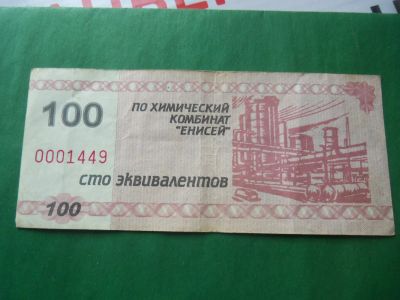 100
ПО ХИМИЧЕСКИЙ
КОМБИНАТ
"ЕНИСЕЙ"
0001449
СТО ЭКВИВАЛЕНТОВ
100